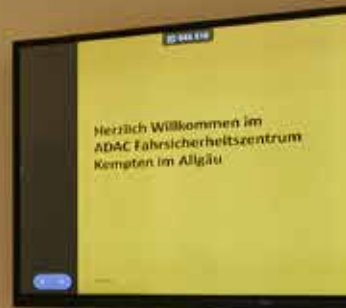 Herzlich Willkommen im
ADAC Fahrsicherheitszentrum
Kempten im Allgäu